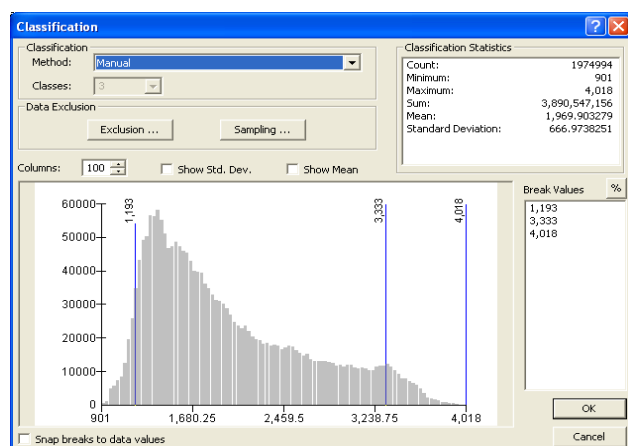 Classification
Classification
Method: Manual
Classes: 3
Data Exclusion
Exclusion ...
Sampling ...
Classification Statistics
Count: 1974994
Minimum: 901
Maximum: 4,018
Sum: 3,890,547,156
Mean: 1,969.903279
Standard Deviation: 666.9738251
Columns: 100
Show Std. Dev.
Show Mean
Break Values
%
1,193
3,333
4,018
60000
50000
40000
30000
20000
10000
0
1,193
3,333
4,018
901
1,680.25
2,459.5
3,238.75
4,018
Snap breaks to data values
OK
Cancel